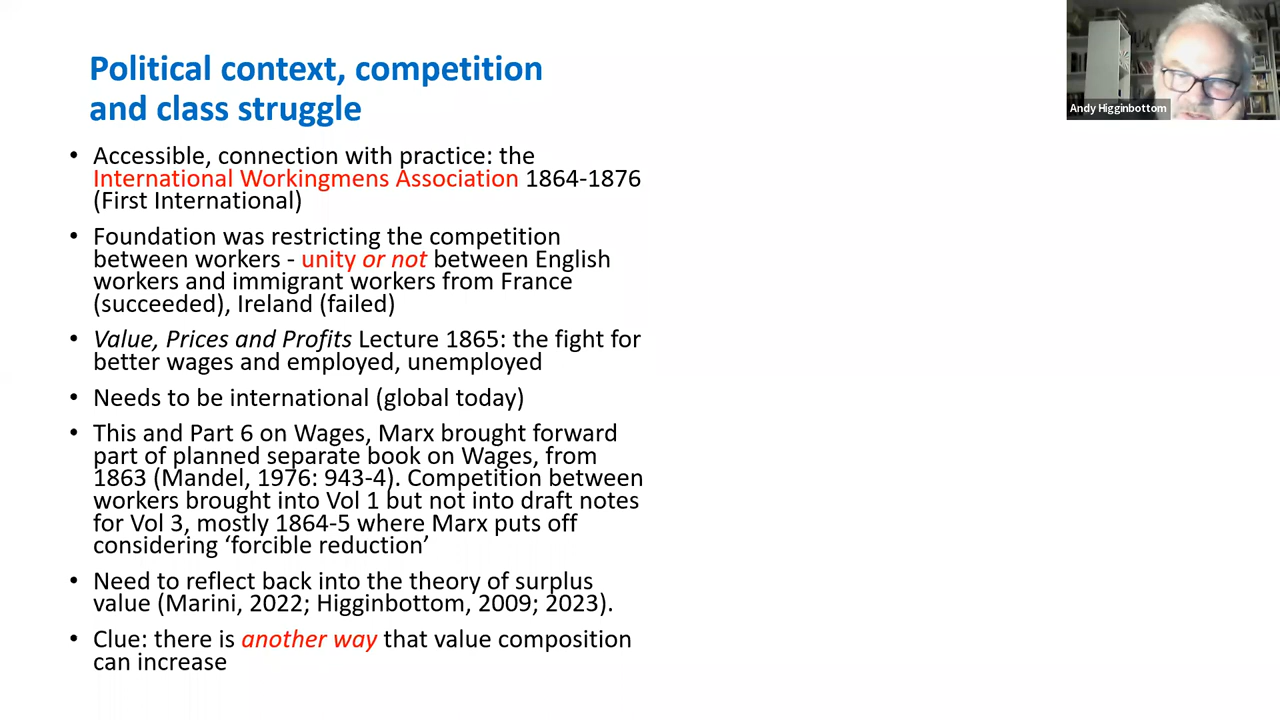 Political context, competition
and class struggle
• Accessible, connection with practice: the
International Workingmens Association 1864-1876
(First International)
• Foundation was restricting the competition
between workers - unity or not between English
workers and immigrant workers from France
(succeeded), Ireland (failed)
• Value, Prices and Profits Lecture 1865: the fight for
better wages and employed, unemployed
• Needs to be international (global today)
• This and Part 6 on Wages, Marx brought forward
part of planned separate book on Wages, from
1863 (Mandel, 1976: 943-4). Competition between
workers brought into Vol 1 but not into draft notes
for Vol 3, mostly 1864-5 where Marx puts off
considering ‘forcible reduction’
• Need to reflect back into the theory of surplus
value (Marini, 2022; Higginbottom, 2009; 2023).
• Clue: there is another way that value composition
can increase
Andy Higginbottom